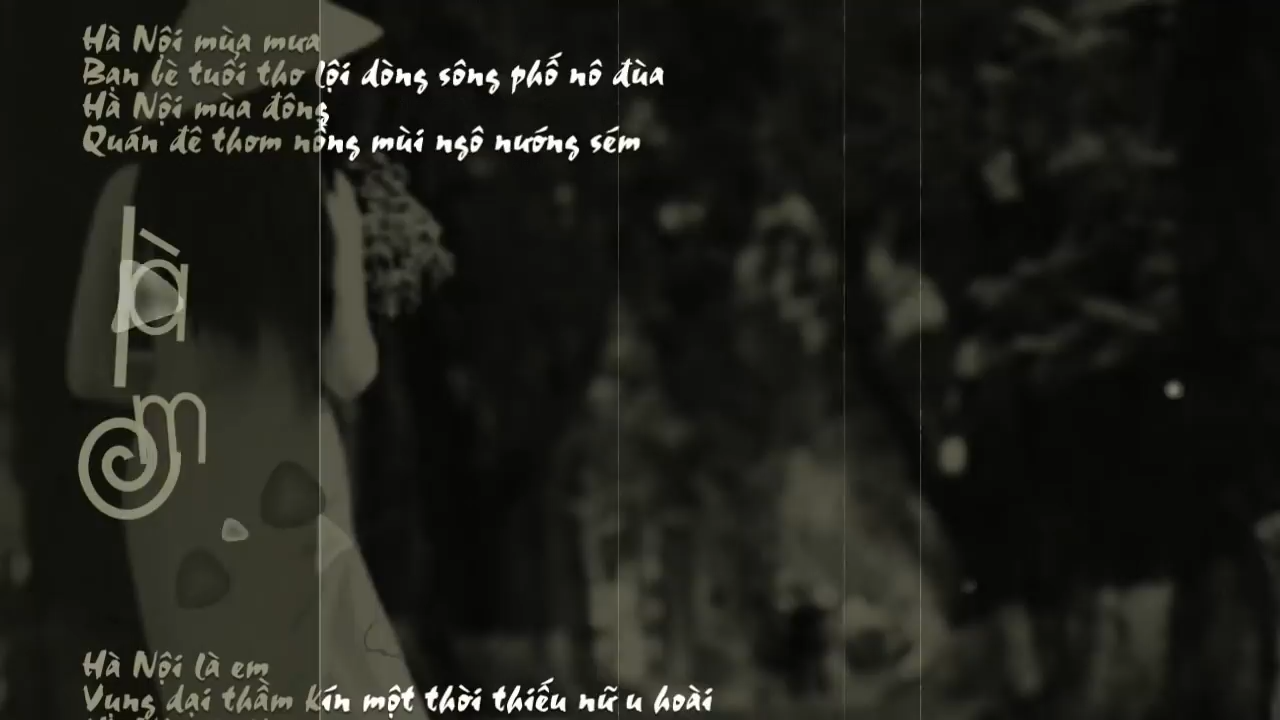 Hà Nội mùa mưa
Bạn bè tuổi thơ lội dòng sông phố nô đùa
Hà Nội mùa đông
Quán đê thơm nồng mùi ngô nướng sém
là
em
Hà Nội là em
Vụng dại thầm kín một thời thiếu nữ u hoài